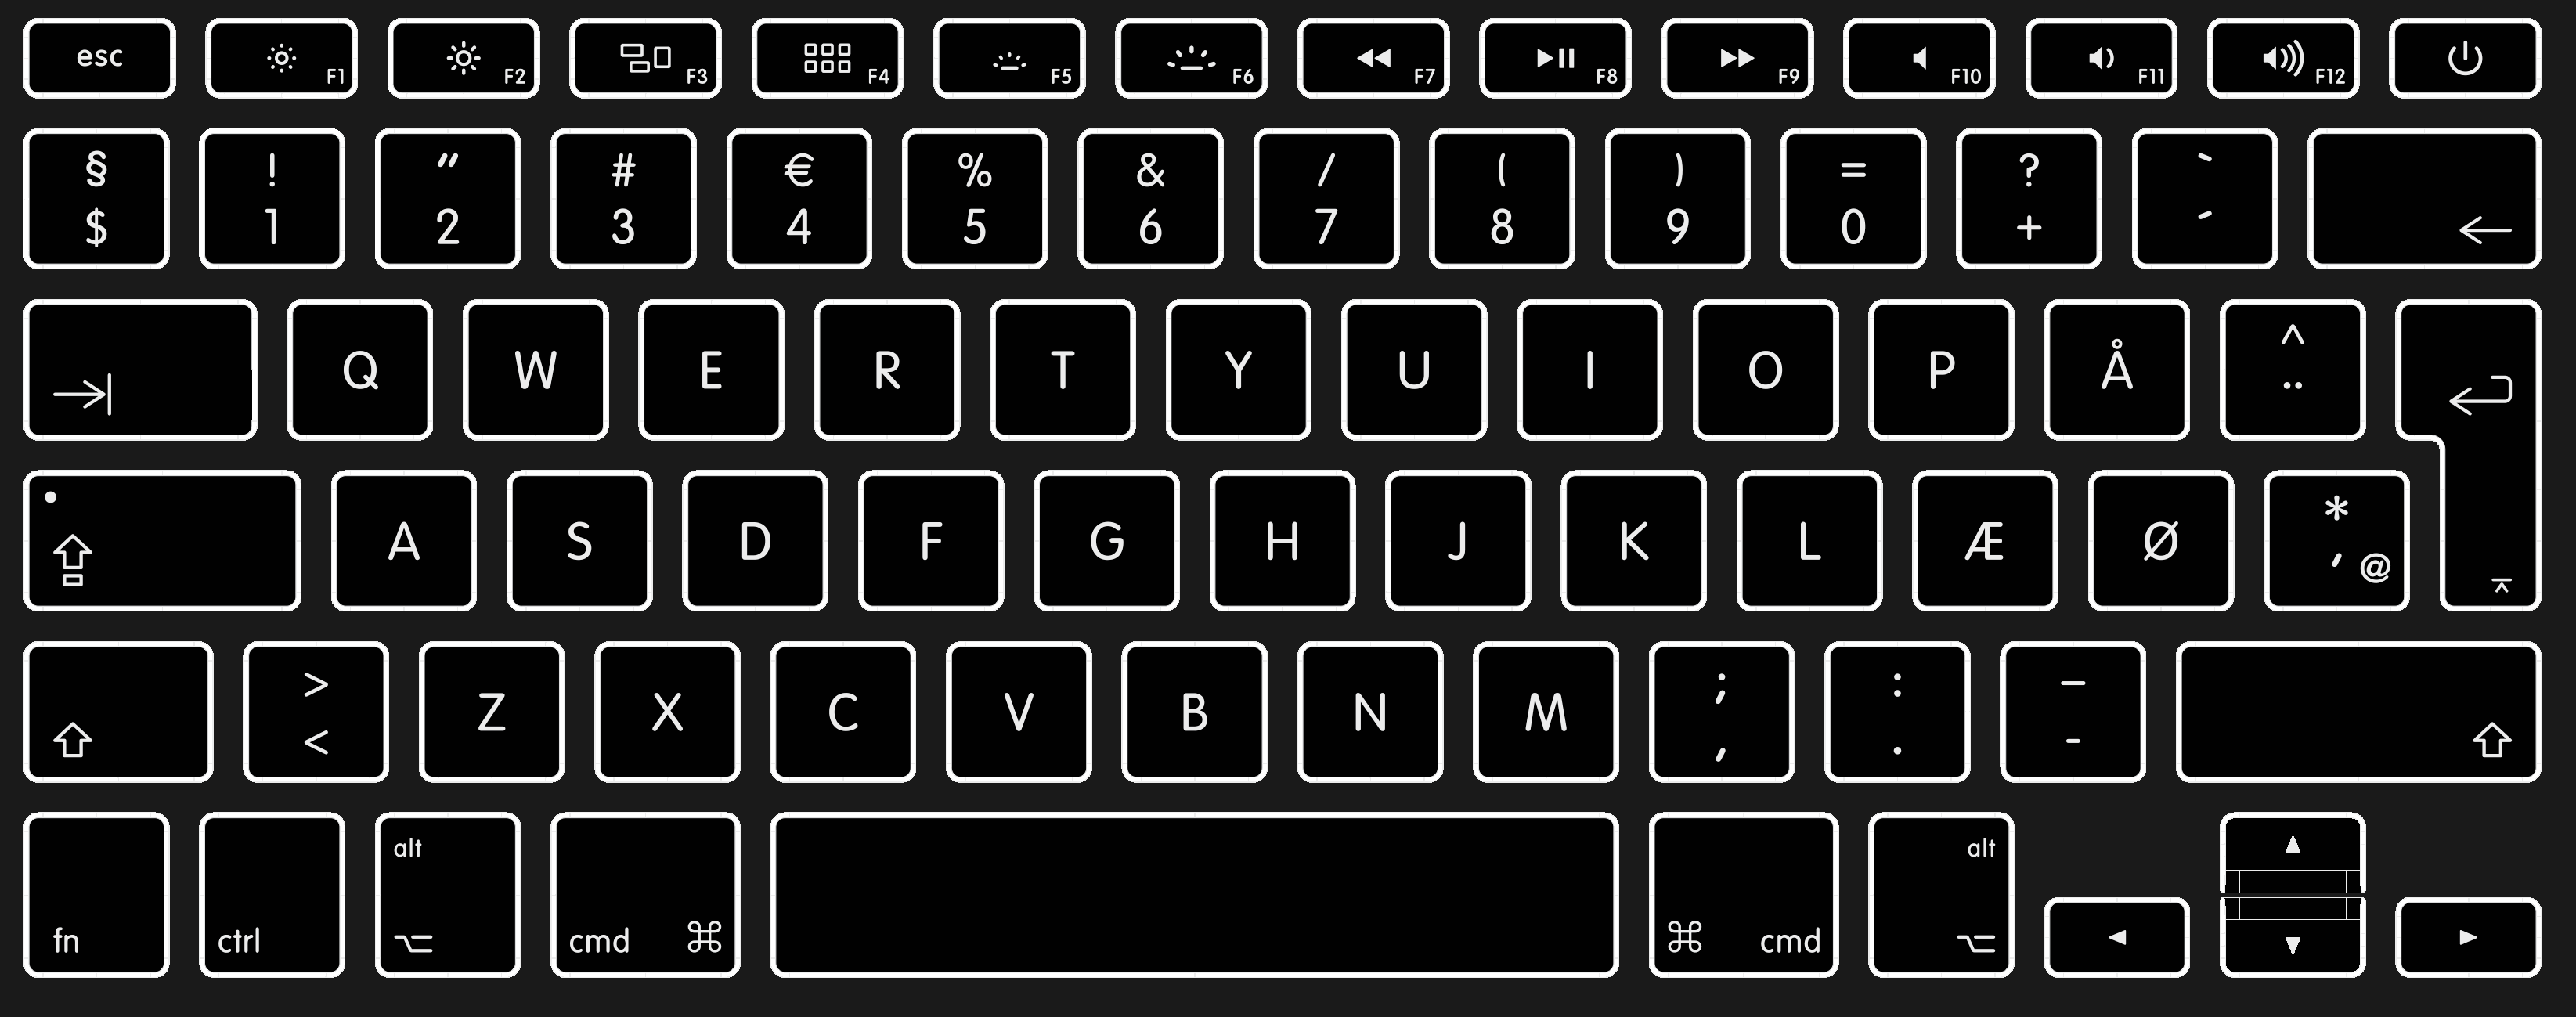 esc F1 F2 F3 F4 F5 F6 F7 F8 F9 F10 F11 F12
§ ! " # € % & / ( ) = ? `
$ 1 2 3 4 5 6 7 8 9 0 + ´
Q W E R T Y U I O P Å ^ ¨
A S D F G H J K L Æ Ø * ' @
> ; : _
< Z X C V B N M , . -
alt alt
fn ctrl ⌥ cmd ⌘ ⌘ cmd ⌥